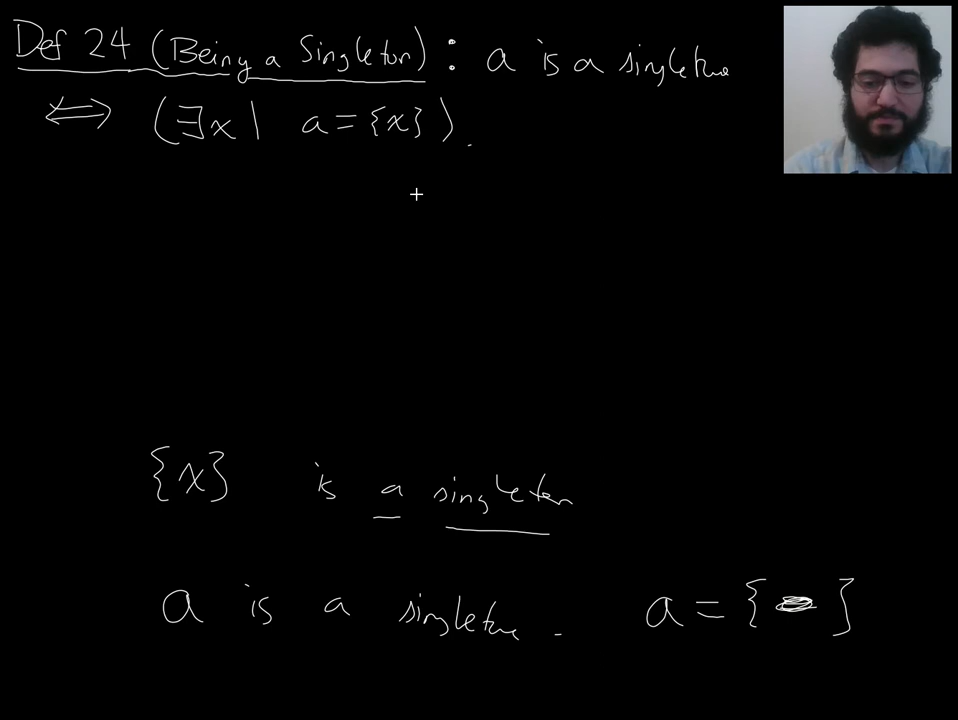 Def 24 (Being a Singleton): a is a singleton
⟺ (∃x | a = {x}).
{x} is a singleton
a is a singleton. a = { }